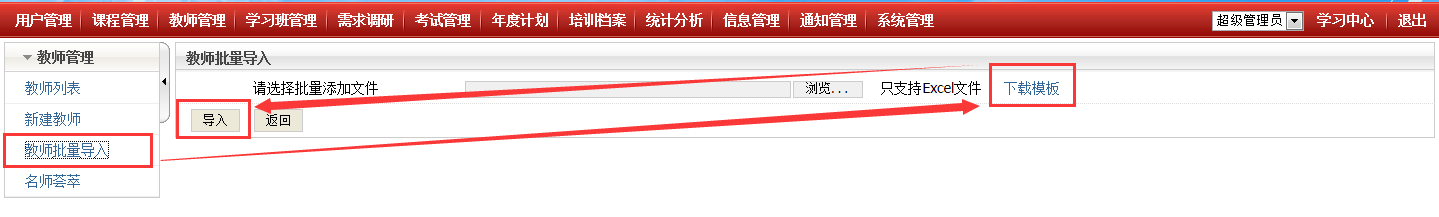 用户管理 课程管理 教师管理 学习班管理 需求调研 考试管理 年度计划 培训档案 统计分析 信息管理 通知管理 系统管理 超级管理员 学习中心 退出
教师管理
教师列表
新建教师
教师批量导入
名师荟萃
教师批量导入
请选择批量添加文件 浏览... 只支持Excel文件 下载模板
导入 返回